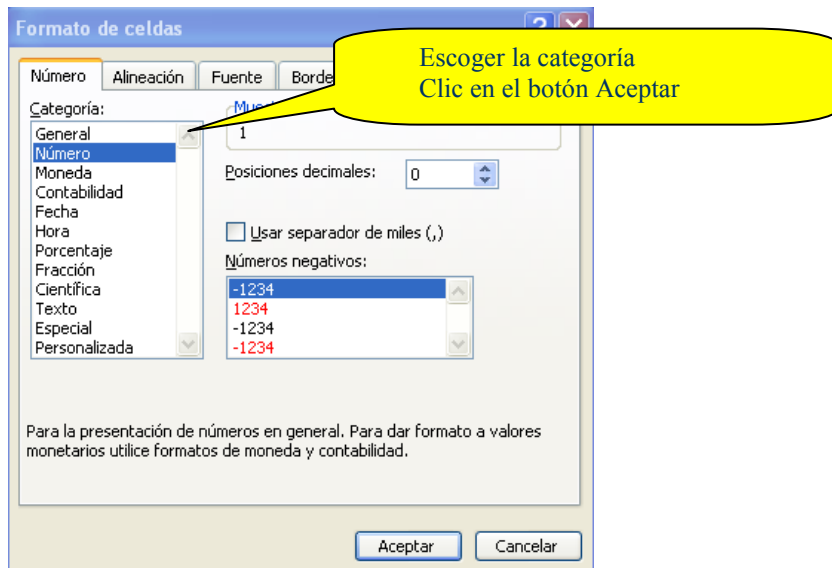 Formato de celdas
Escoger la categoría
Clic en el botón Aceptar
Número
Alineación
Fuente
Categoría:
General
Número
Moneda
Contabilidad
Fecha
Hora
Porcentaje
Fracción
Científica
Texto
Especial
Personalizada
1
Posiciones decimales: 0
Usar separador de miles (,)
Números negativos:
-1234
1234
-1234
-1234
Para la presentación de números en general. Para dar formato a valores
monetarios utilice formatos de moneda y contabilidad.
Aceptar
Cancelar